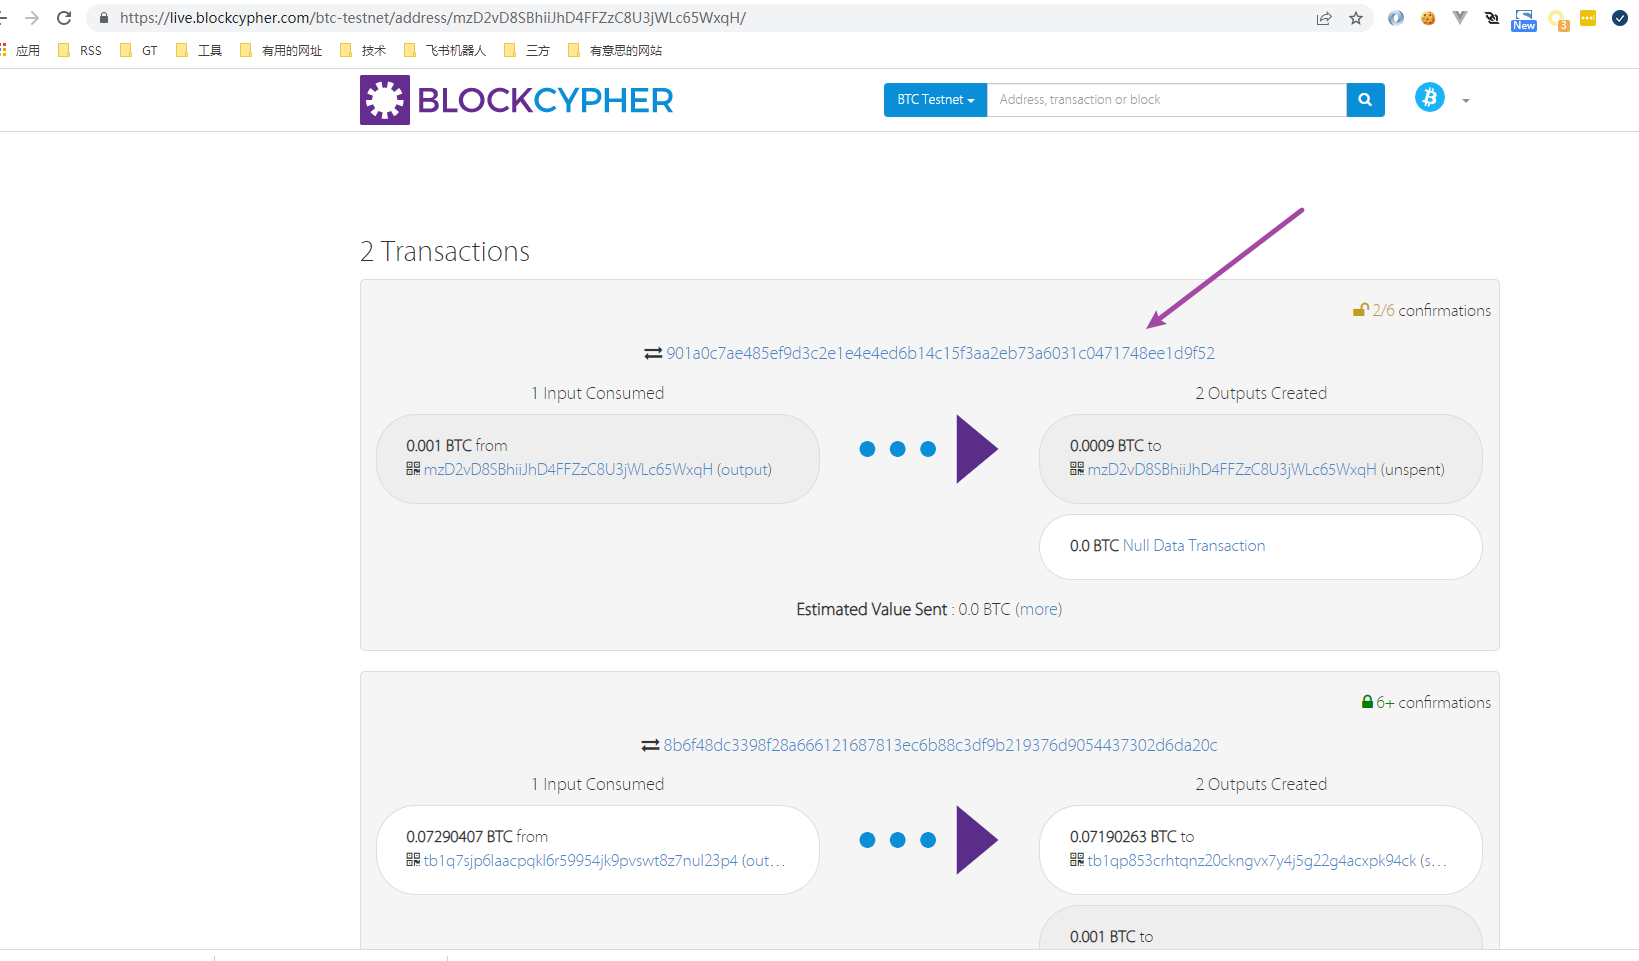 https://live.blockcypher.com/btc-testnet/address/mzD2vD8SBhiiJhD4FFZzC8U3jWLc65WxqH/
New
3
应用 RSS GT 工具 有用的网址 技术 飞书机器人 三方 有意思的网站
BLOCKCYPHER
BTC Testnet
Address, transaction or block
2 Transactions
2/6 confirmations
901a0c7ae485ef9d3c2e1e4e4ed6b14c15f3aa2eb73a6031c0471748ee1d9f52
1 Input Consumed
2 Outputs Created
0.001 BTC from
mzD2vD8SBhiiJhD4FFZzC8U3jWLc65WxqH (output)
0.0009 BTC to
mzD2vD8SBhiiJhD4FFZzC8U3jWLc65WxqH (unspent)
0.0 BTC Null Data Transaction
Estimated Value Sent : 0.0 BTC (more)
6+ confirmations
8b6f48dc3398f28a666121687813ec6b88c3df9b219376d9054437302d6da20c
1 Input Consumed
2 Outputs Created
0.07290407 BTC from
tb1q7sjp6laacpqkl6r59954jk9pvswt8z7nul23p4 (out...
0.07190263 BTC to
tb1qp853crhtqnz20ckngvx7y4j5g22g4acxpk94ck (s...
0.001 BTC to